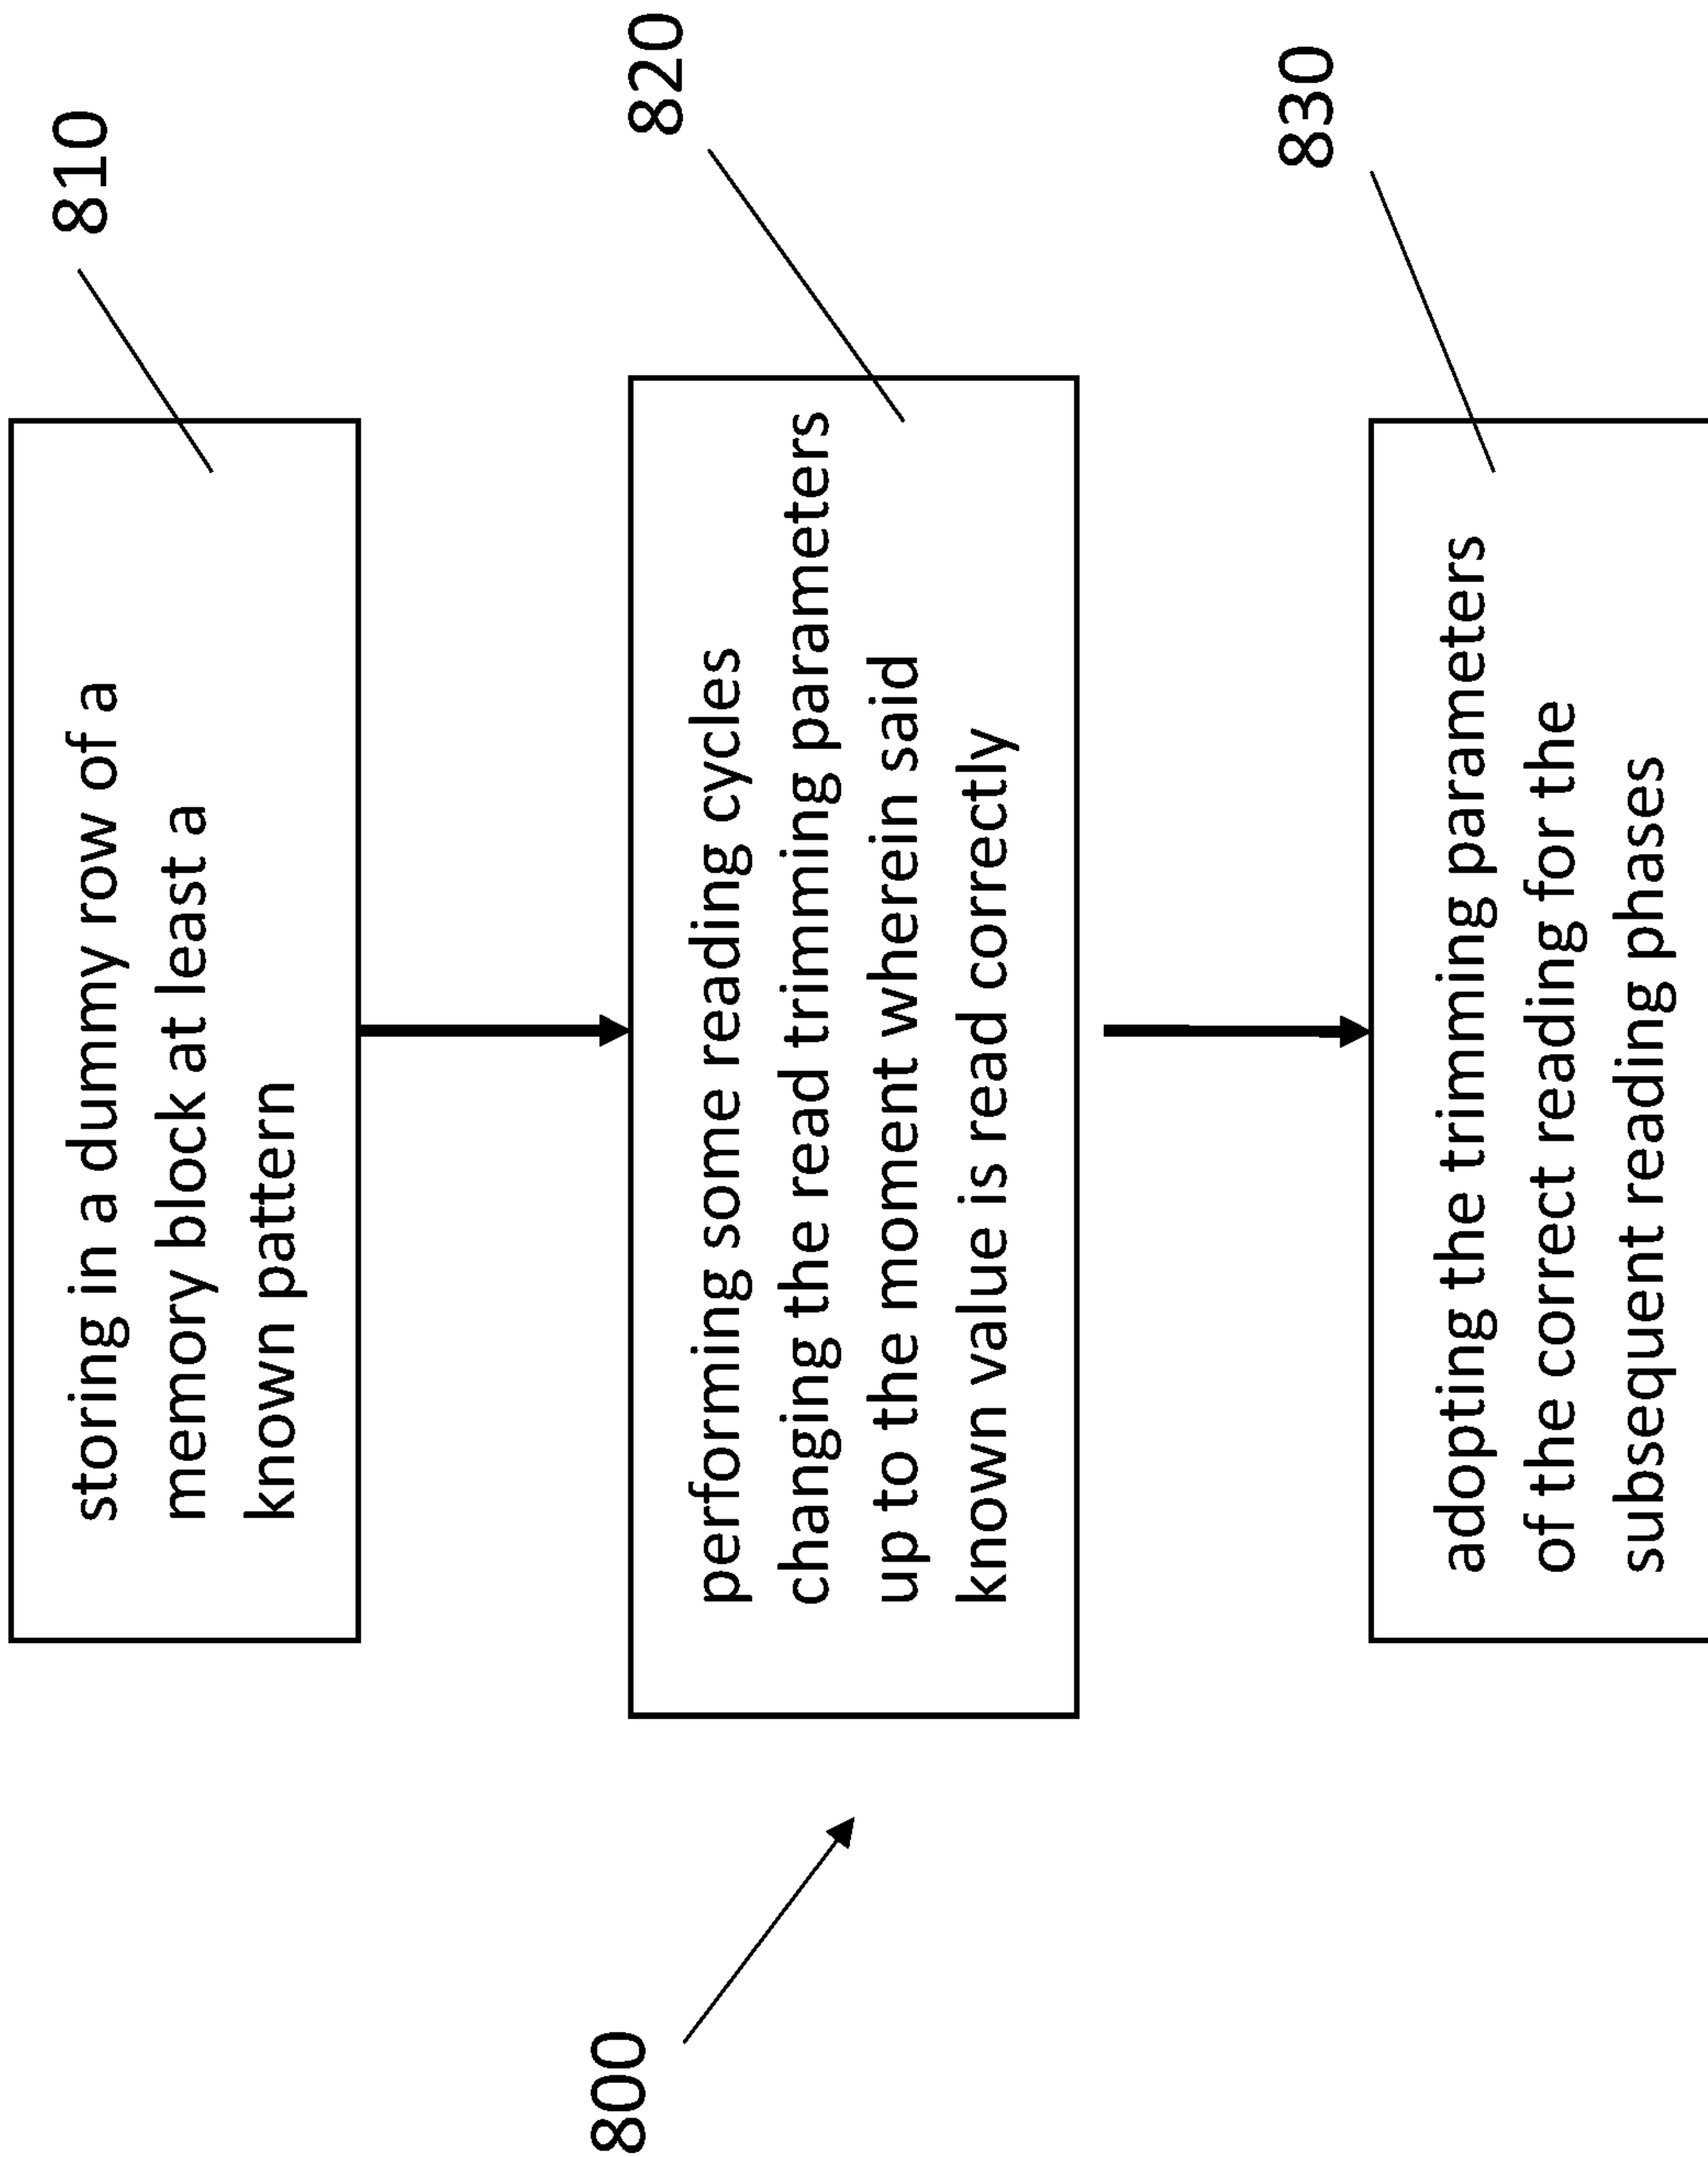 810
storing in a dummy row of a
memory block at least a
known pattern
820
performing some reading cycles
changing the read trimming parameters
up to the moment wherein said
known value is read correctly
800
830
adopting the trimming parameters
of the correct reading for the
subsequent reading phases